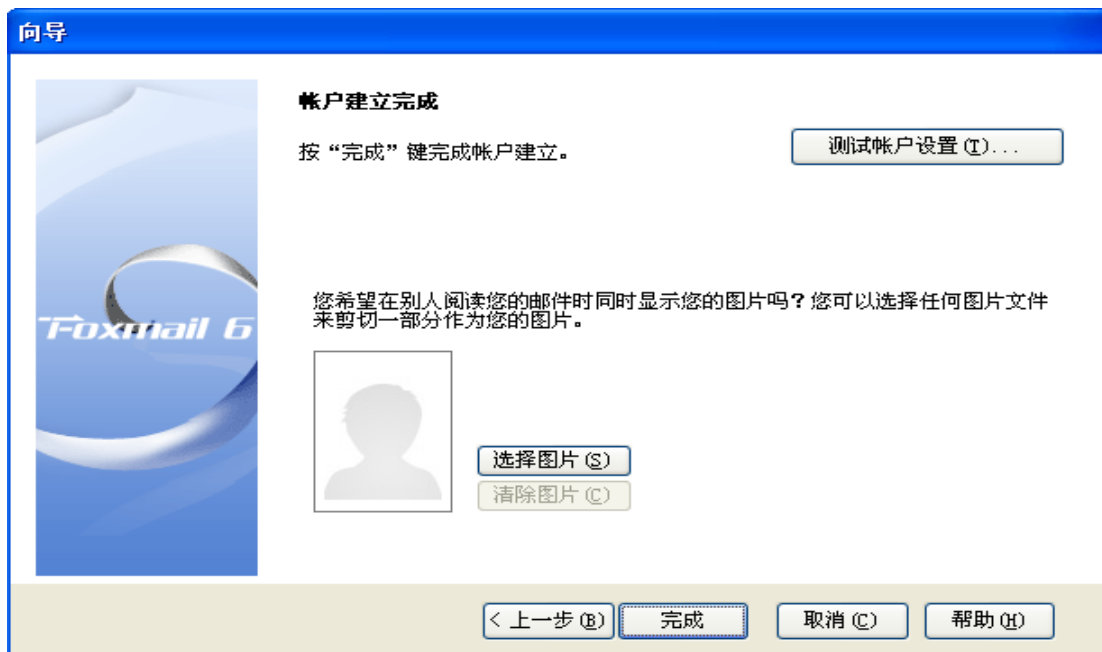 向导
帐户建立完成
按“完成”键完成帐户建立。
测试帐户设置(T)...
您希望在别人阅读您的邮件时同时显示您的图片吗？您可以选择任何图片文件
来剪切一部分作为您的图片。
Foxmail 6
选择图片(S)
清除图片(C)
< 上一步(B) 完成 取消(C) 帮助(H)